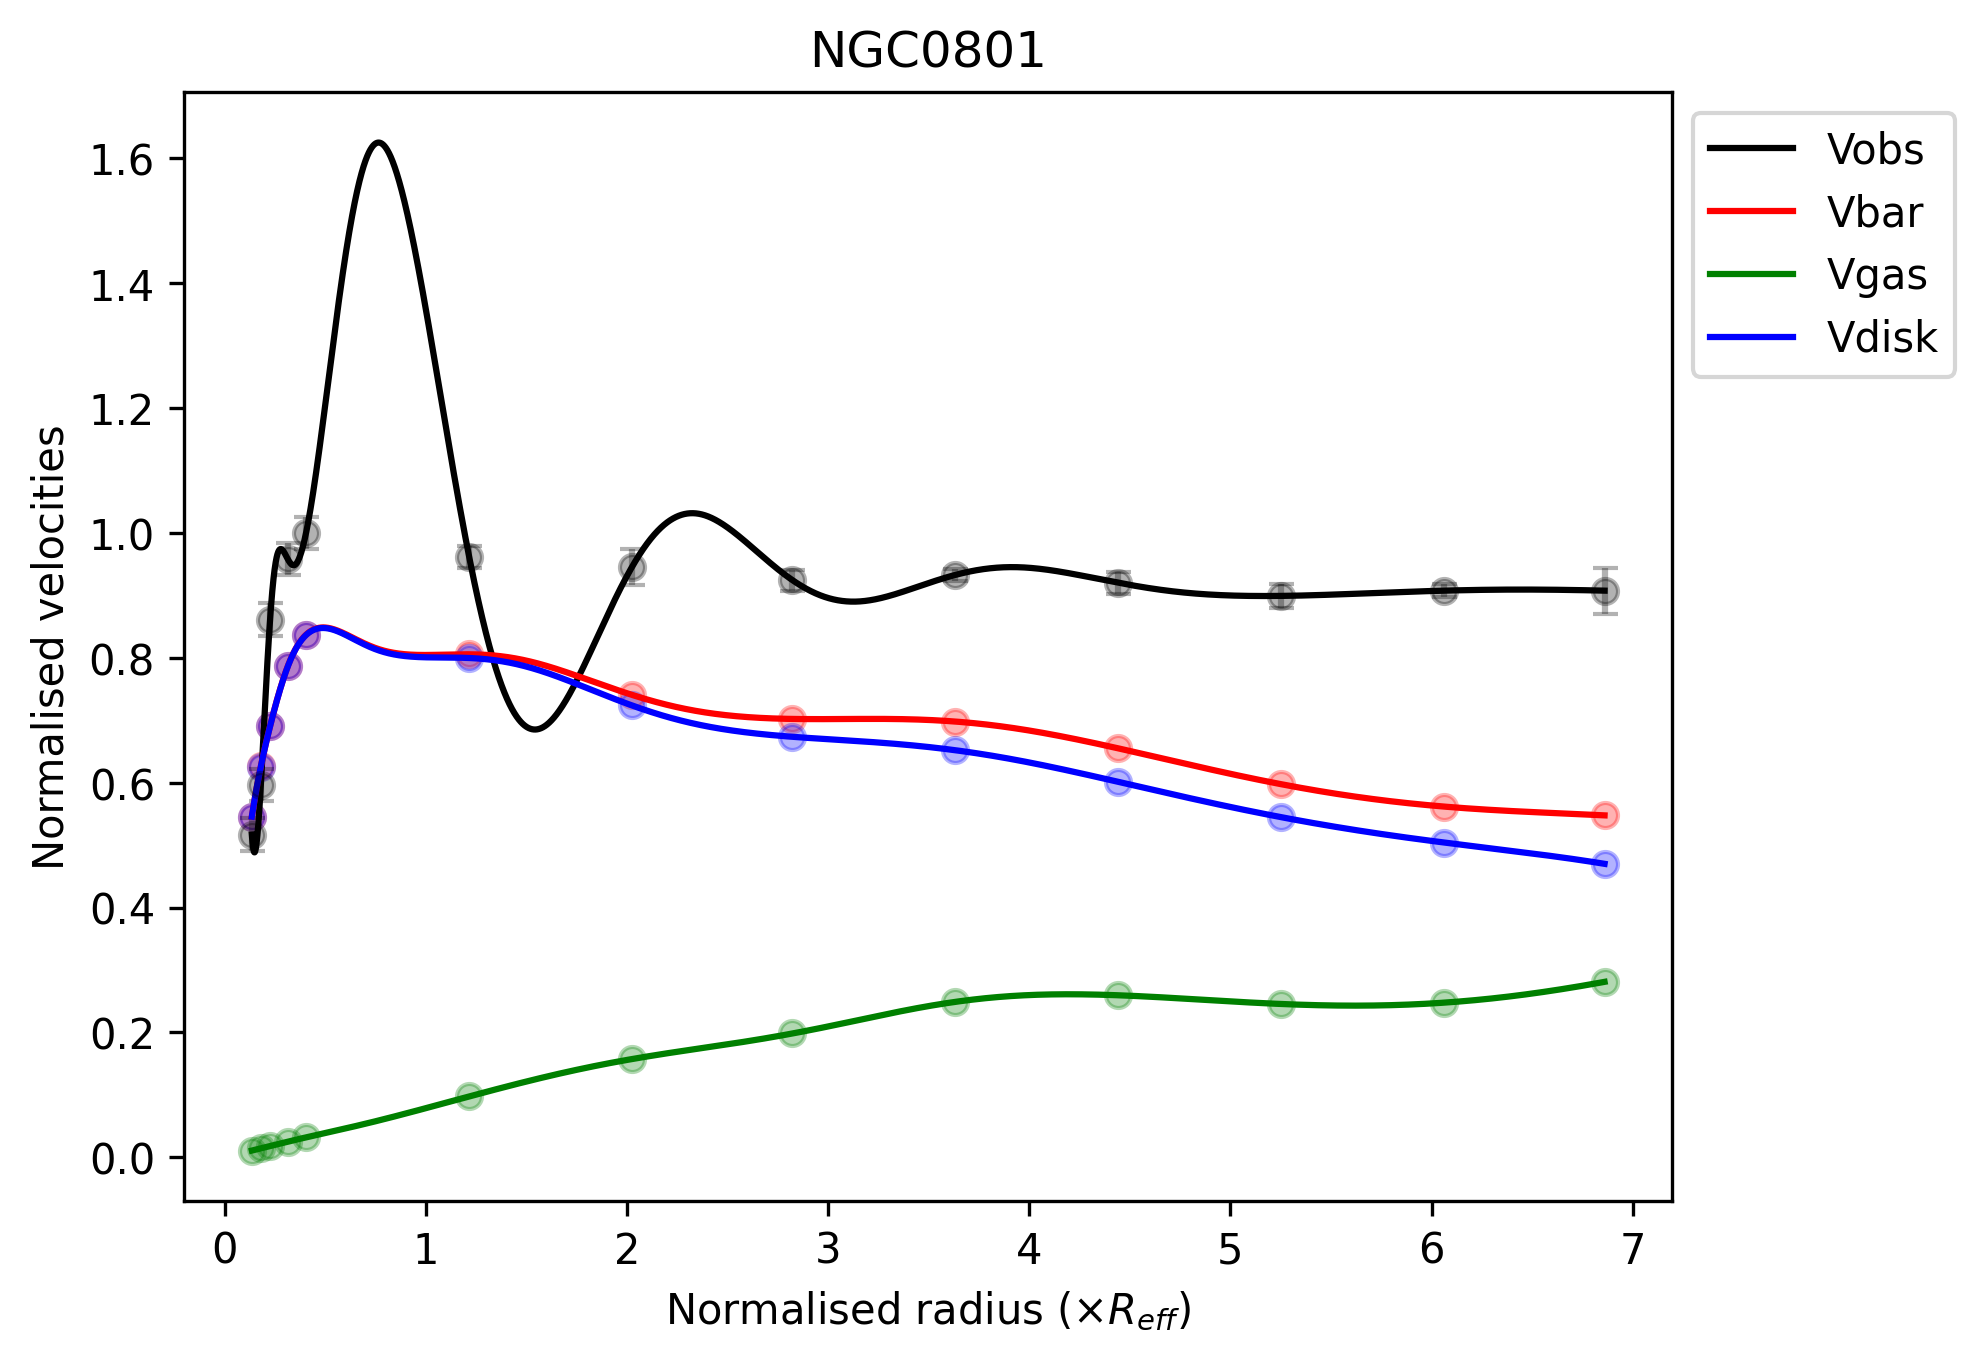 NGC0801
1.6
1.4
1.2
1.0
0.8
0.6
0.4
0.2
0.0
Normalised velocities
0 1 2 3 4 5 6 7
Normalised radius (×R_eff)
Vobs
Vbar
Vgas
Vdisk